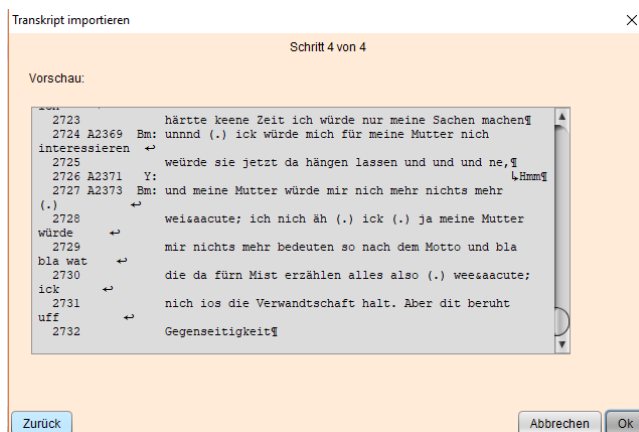 Transkript importieren
Schritt 4 von 4
Vorschau:
2723 härtte keene Zeit ich würde nur meine Sachen machen¶
2724 A2369 Bm: unnnd (.) ick würde mich für meine Mutter nich
interessieren ↵
2725 weürde sie jetzt da hängen lassen und und und ne,¶
2726 A2371 Y: ↳Hmm¶
2727 A2373 Bm: und meine Mutter würde mir nich mehr nichts mehr
(.) ↵
2728 wei&aacute; ich nich äh (.) ick (.) ja meine Mutter
würde ↵
2729 mir nichts mehr bedeuten so nach dem Motto und bla
bla wat ↵
2730 die da fürn Mist erzählen alles also (.) wee&aacute;
ick ↵
2731 nich ios die Verwandtschaft halt. Aber dit beruht
uff ↵
2732 Gegenseitigkeit¶
Zurück
Abbrechen
Ok